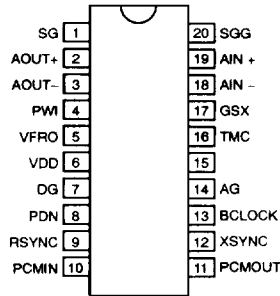 SG 1 20 SGG
AOUT+ 2 19 AIN +
AOUT– 3 18 AIN –
PWI 4 17 GSX
VFRO 5 16 TMC
VDD 6 15
DG 7 14 AG
PDN 8 13 BCLOCK
RSYNC 9 12 XSYNC
PCMIN 10 11 PCMOUT